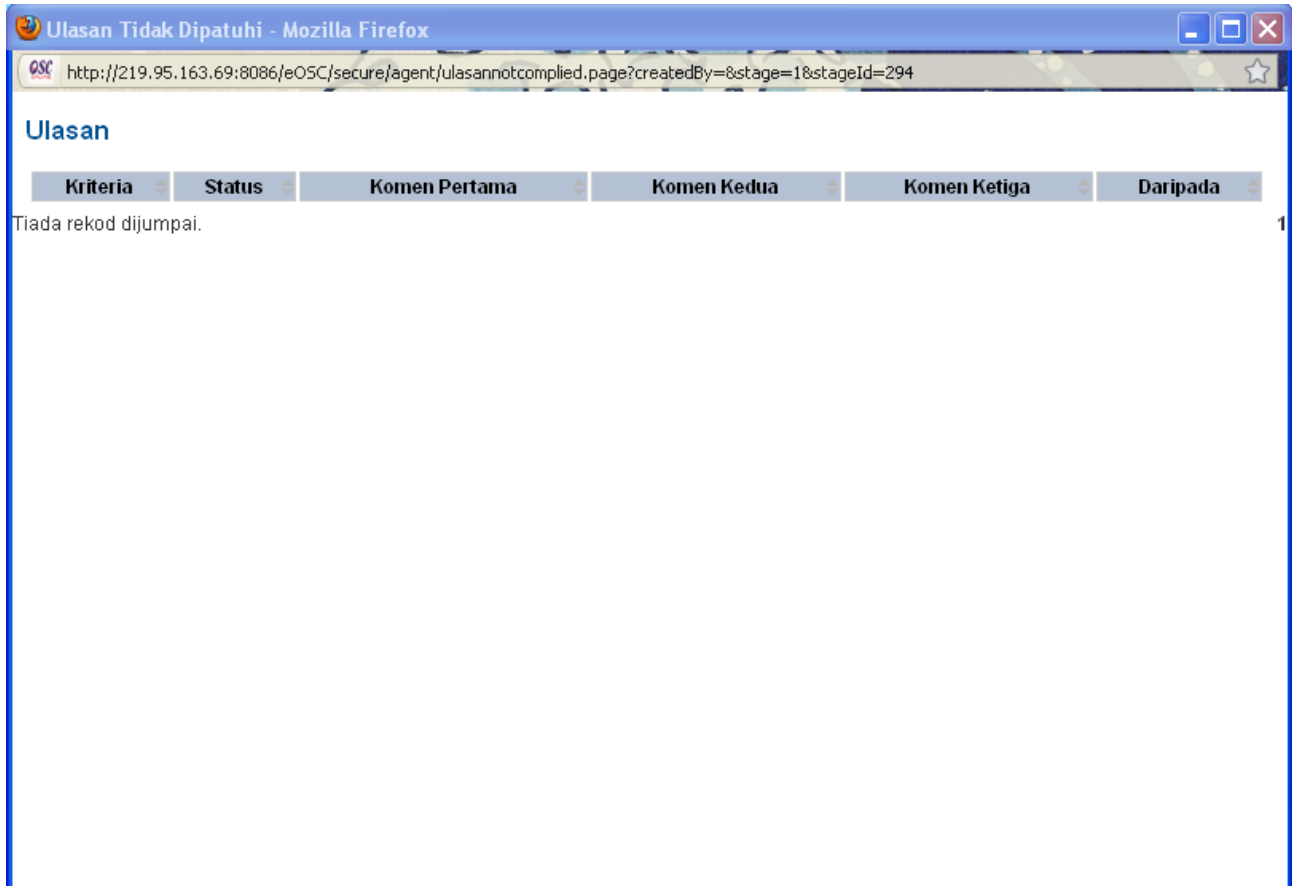 Ulasan Tidak Dipatuhi - Mozilla Firefox
OSC http://219.95.163.69:8086/eOSC/secure/agent/ulasannotcomplied.page?createdBy=&stage=1&stageId=294
Ulasan
Kriteria Status Komen Pertama Komen Kedua Komen Ketiga Daripada
Tiada rekod dijumpai. 1